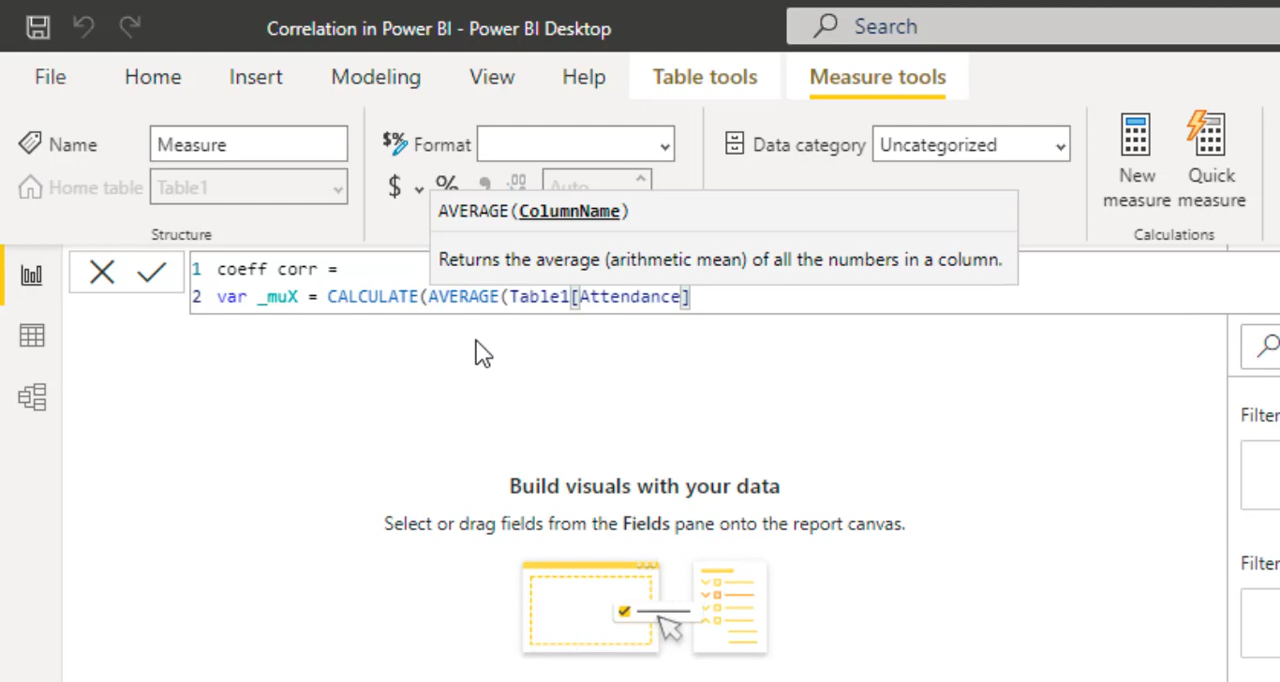 Correlation in Power BI - Power BI Desktop
Search
File Home Insert Modeling View Help Table tools Measure tools
Name Measure
$% Format
Data category Uncategorized
Home table Table1
$ % 9 .00 Auto
New measure
Quick measure
Structure
Calculations
AVERAGE(ColumnName)
Returns the average (arithmetic mean) of all the numbers in a column.
1 coeff corr =
2 var _muX = CALCULATE(AVERAGE(Table1[Attendance]
Filter
Build visuals with your data
Select or drag fields from the Fields pane onto the report canvas.
Filter